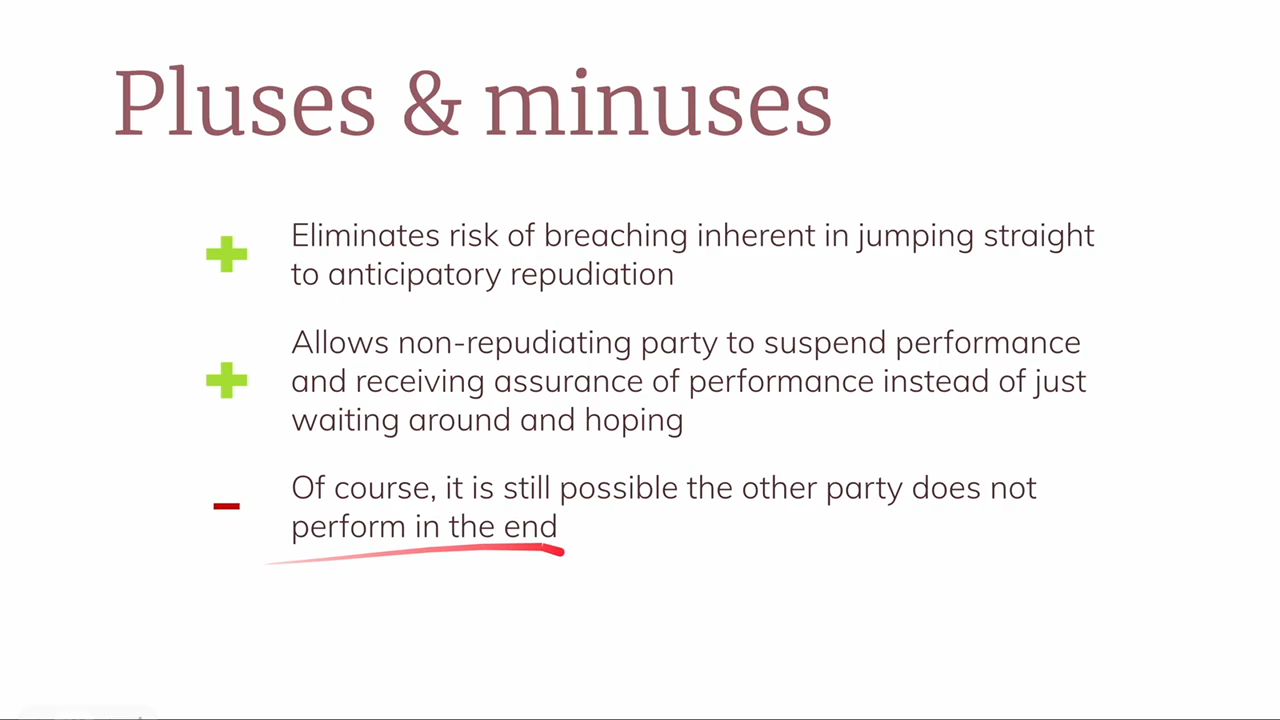 Pluses & minuses
Eliminates risk of breaching inherent in jumping straight
to anticipatory repudiation
Allows non-repudiating party to suspend performance
and receiving assurance of performance instead of just
waiting around and hoping
Of course, it is still possible the other party does not
perform in the end